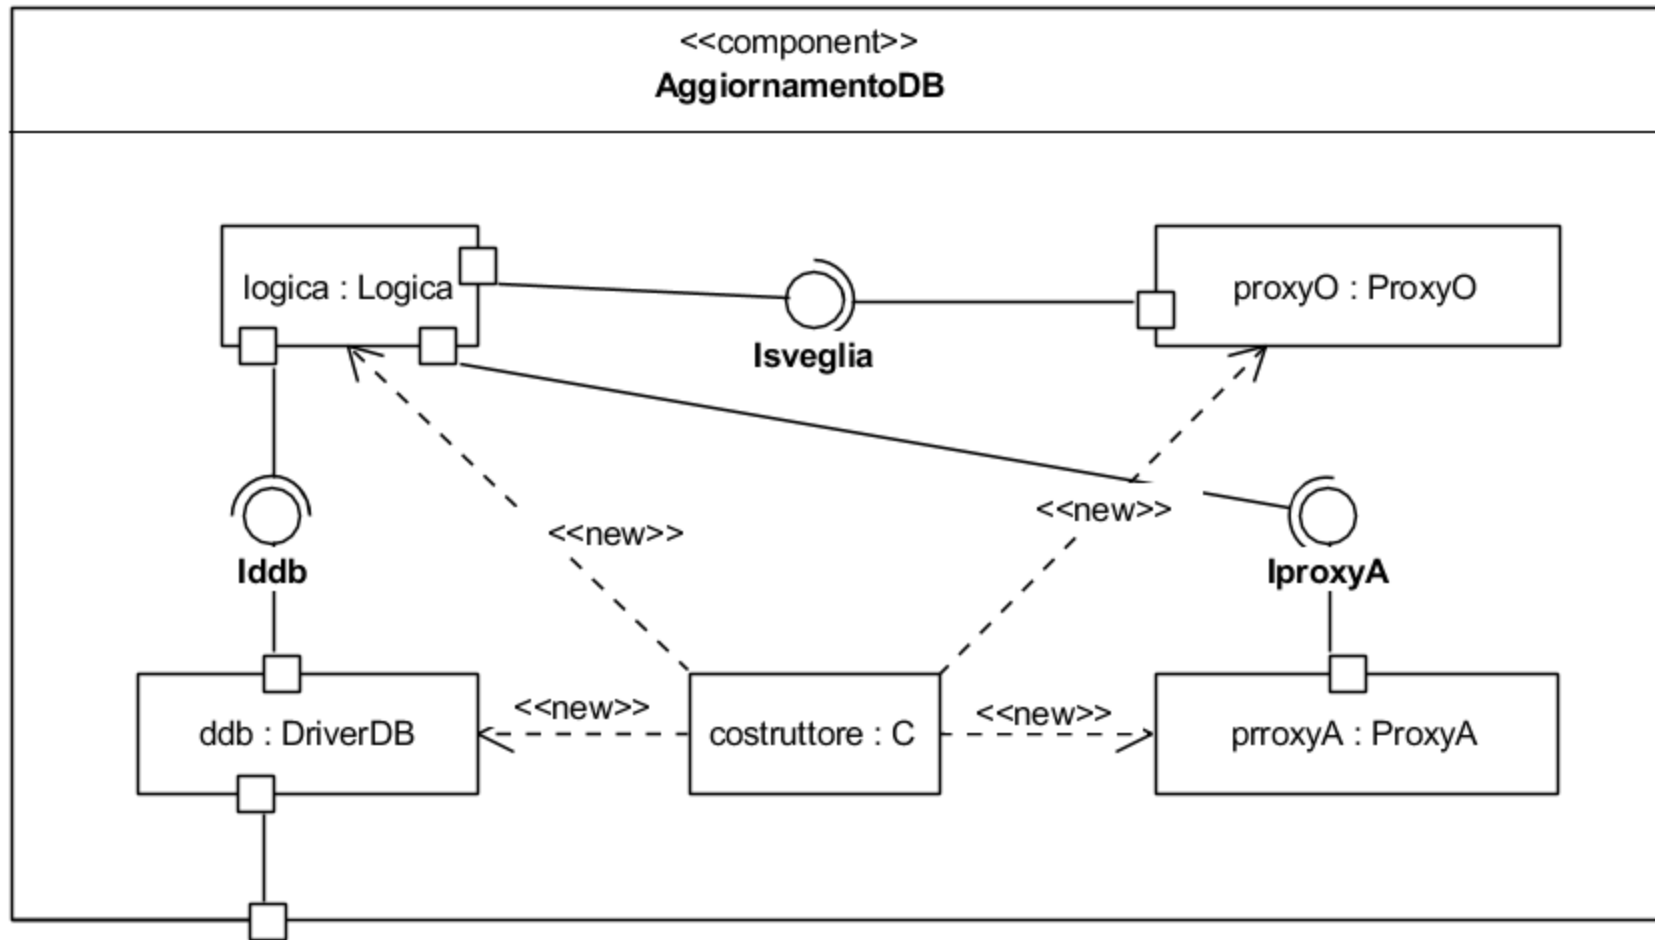 <<component>>
AggiornamentoDB
logica : Logica
proxyO : ProxyO
Isveglia
<<new>>
<<new>>
Iddb
IproxyA
<<new>>
<<new>>
ddb : DriverDB
costruttore : C
prroxyA : ProxyA